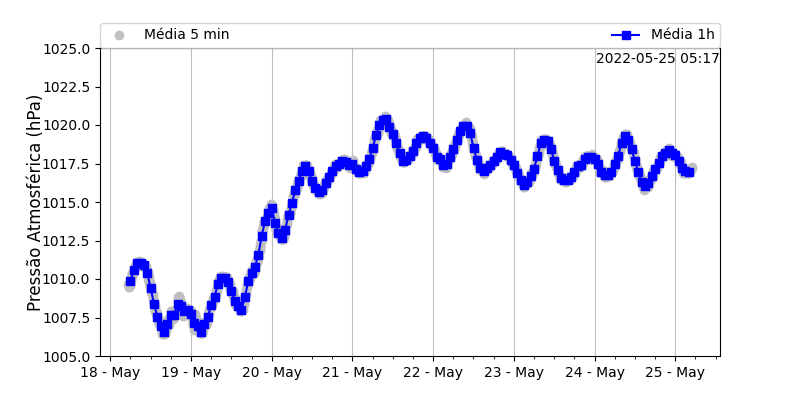 Média 5 min
Média 1h
2022-05-25 05:17
Pressão Atmosférica (hPa)
1025.0
1022.5
1020.0
1017.5
1015.0
1012.5
1010.0
1007.5
1005.0
18 - May
19 - May
20 - May
21 - May
22 - May
23 - May
24 - May
25 - May